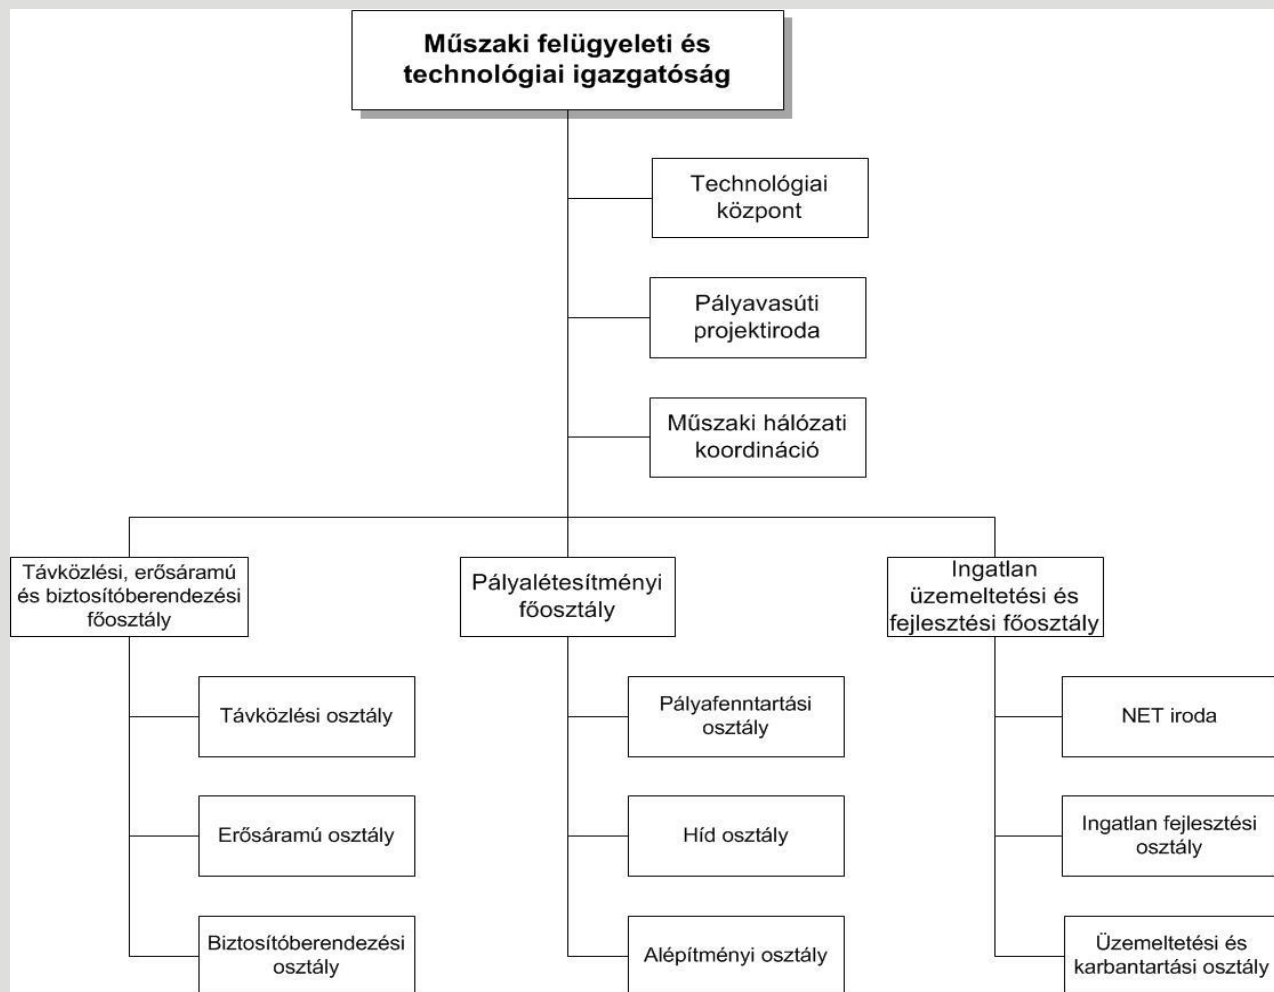 Műszaki felügyeleti és
technológiai igazgatóság
Technológiai
központ
Pályavasúti
projektiroda
Műszaki hálózati
koordináció
Távközlési, erősáramú
és biztosítóberendezési
főosztály
Pályalétesítményi
főosztály
Ingatlan
üzemeltetési és
fejlesztési főosztály
Távközlési osztály
Pályafenntartási
osztály
NET iroda
Erősáramú osztály
Híd osztály
Ingatlan fejlesztési
osztály
Biztosítóberendezési
osztály
Alépítményi osztály
Üzemeltetési és
karbantartási osztály